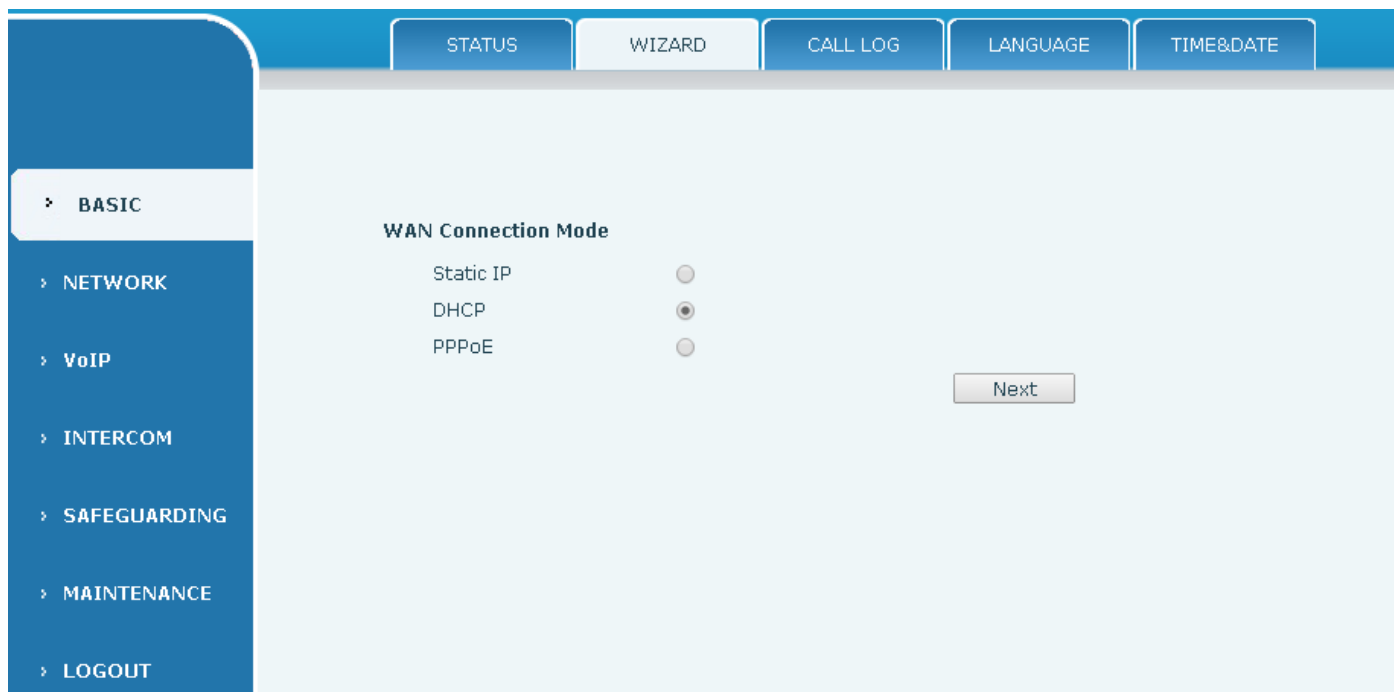 STATUS
WIZARD
CALL LOG
LANGUAGE
TIME&DATE
BASIC
NETWORK
VoIP
INTERCOM
SAFEGUARDING
MAINTENANCE
LOGOUT
WAN Connection Mode
Static IP
DHCP
PPPoE
Next